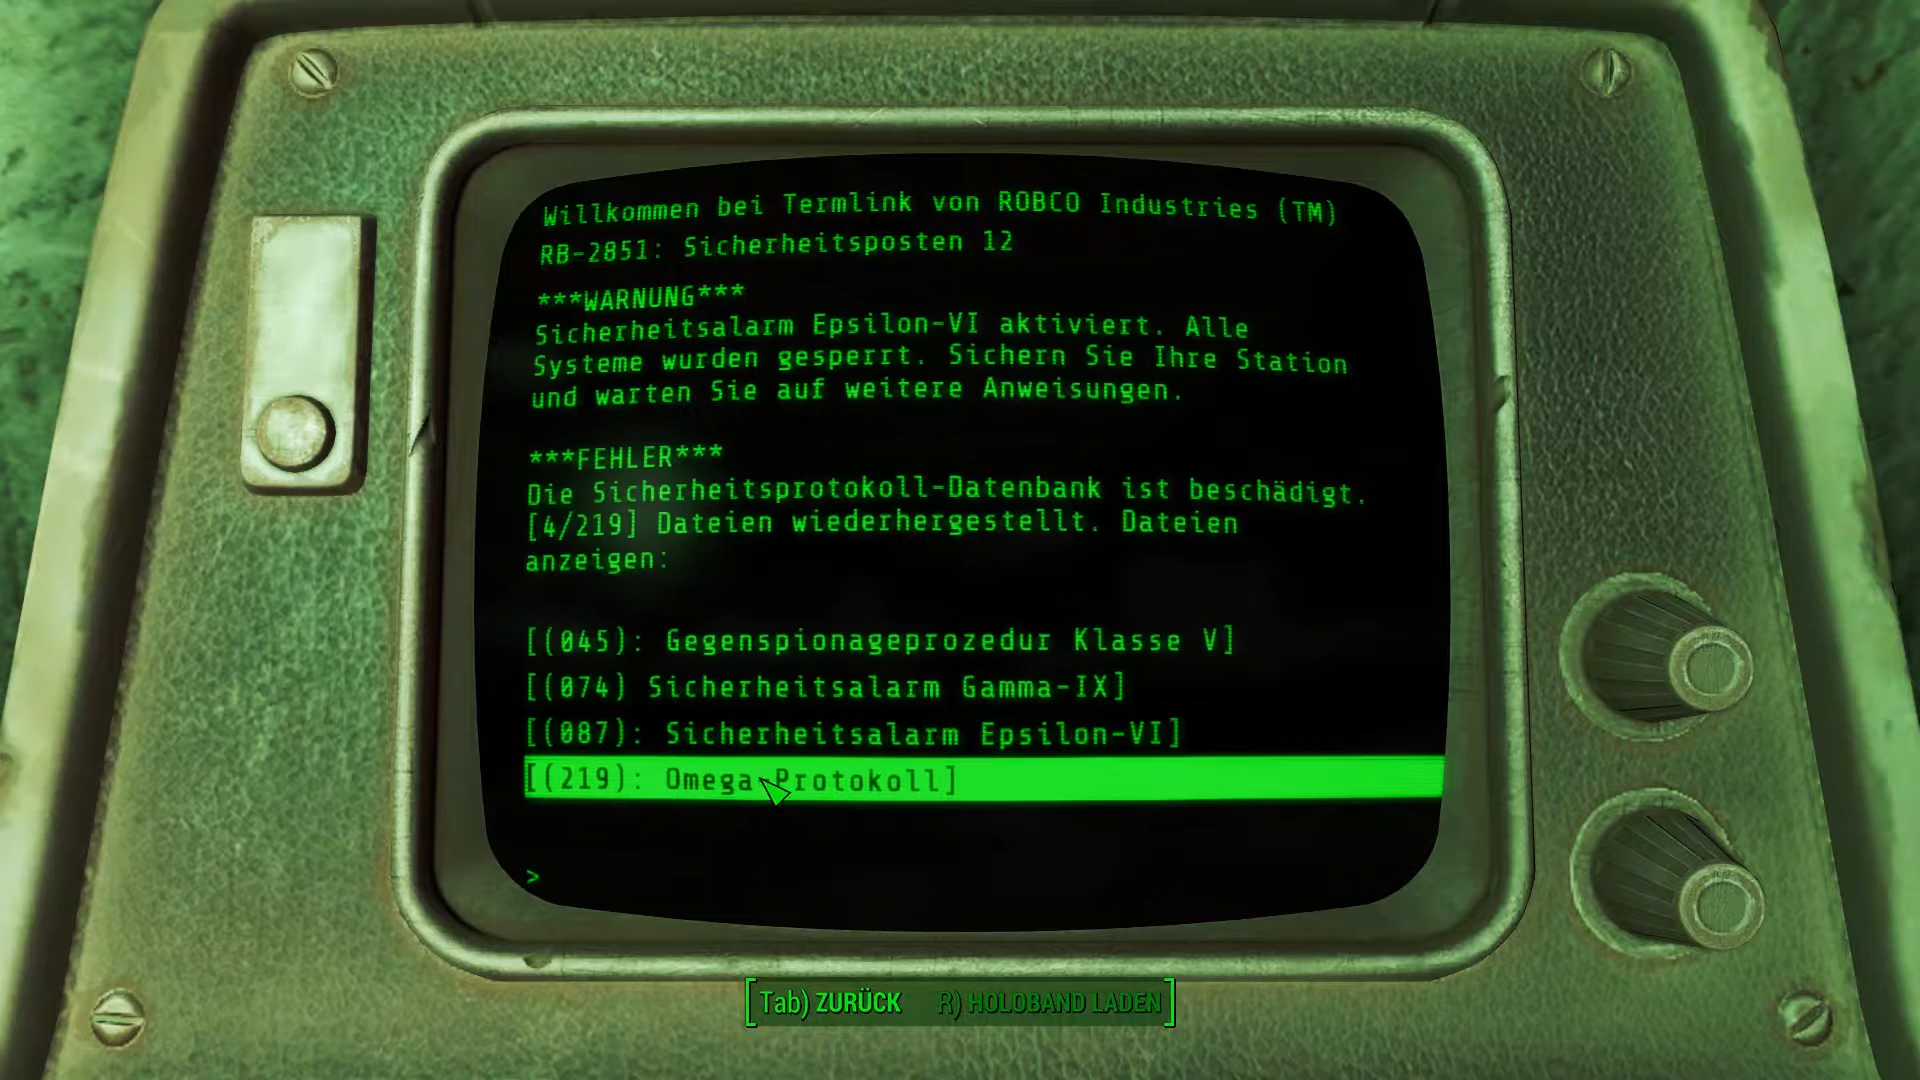 Willkommen bei Termlink von ROBCO Industries (TM)
RB-2851: Sicherheitsposten 12
***WARNUNG***
Sicherheitsalarm Epsilon-VI aktiviert. Alle
Systeme wurden gesperrt. Sichern Sie Ihre Station
und warten Sie auf weitere Anweisungen.
***FEHLER***
Die Sicherheitsprotokoll-Datenbank ist beschädigt.
[4/219] Dateien wiederhergestellt. Dateien
anzeigen:
[(045): Gegenspionageprozedur Klasse V]
[(074) Sicherheitsalarm Gamma-IX]
[(087): Sicherheitsalarm Epsilon-VI]
[(219): Omega-Protokoll]
>
[Tab) ZURÜCK R) HOLOBAND LADEN]